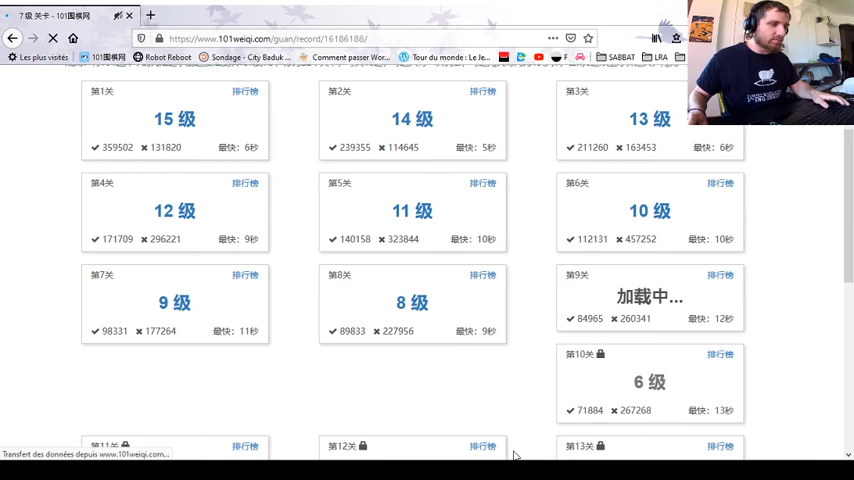 7 级 关卡 - 101围棋网
https://www.101weiqi.com/guan/record/16186188/
Les plus visités
101围棋网
Robot Reboot
Sondage - City Baduk ...
Comment passer Wor...
Tour du monde : Le Je...
F
SABBAT
LRA
第1关 排行榜
15 级
359502 131820 最快：6秒
第2关 排行榜
14 级
239355 114645 最快：5秒
第3关 排行榜
13 级
211260 163453 最快：6秒
第4关 排行榜
12 级
171709 296221 最快：9秒
第5关 排行榜
11 级
140158 323844 最快：10秒
第6关 排行榜
10 级
112131 457252 最快：10秒
第7关 排行榜
9 级
98331 177264 最快：11秒
第8关 排行榜
8 级
89833 227956 最快：9秒
第9关 排行榜
加载中...
84965 260341 最快：12秒
第10关 排行榜
6 级
71884 267268 最快：13秒
第11关 排行榜
第12关 排行榜
第13关 排行榜
Transfert des données depuis www.101weiqi.com...